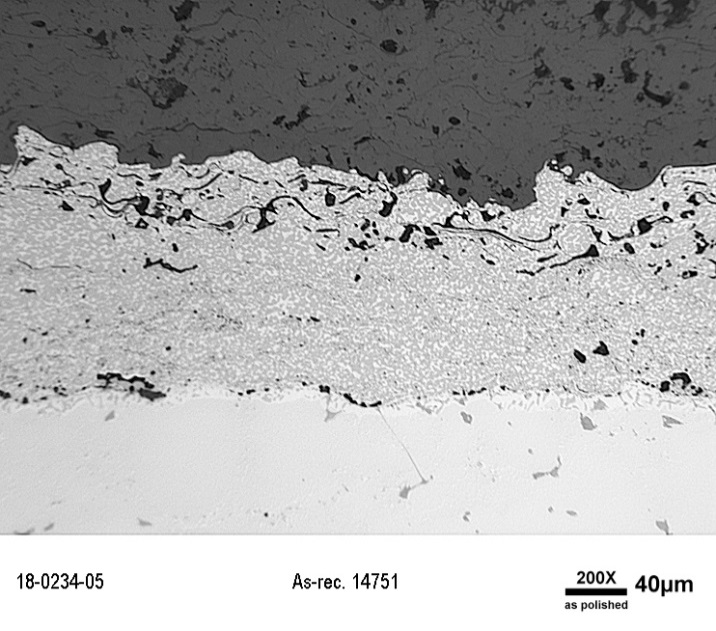 18-0234-05
As-rec. 14751
200X 40µm
as polished